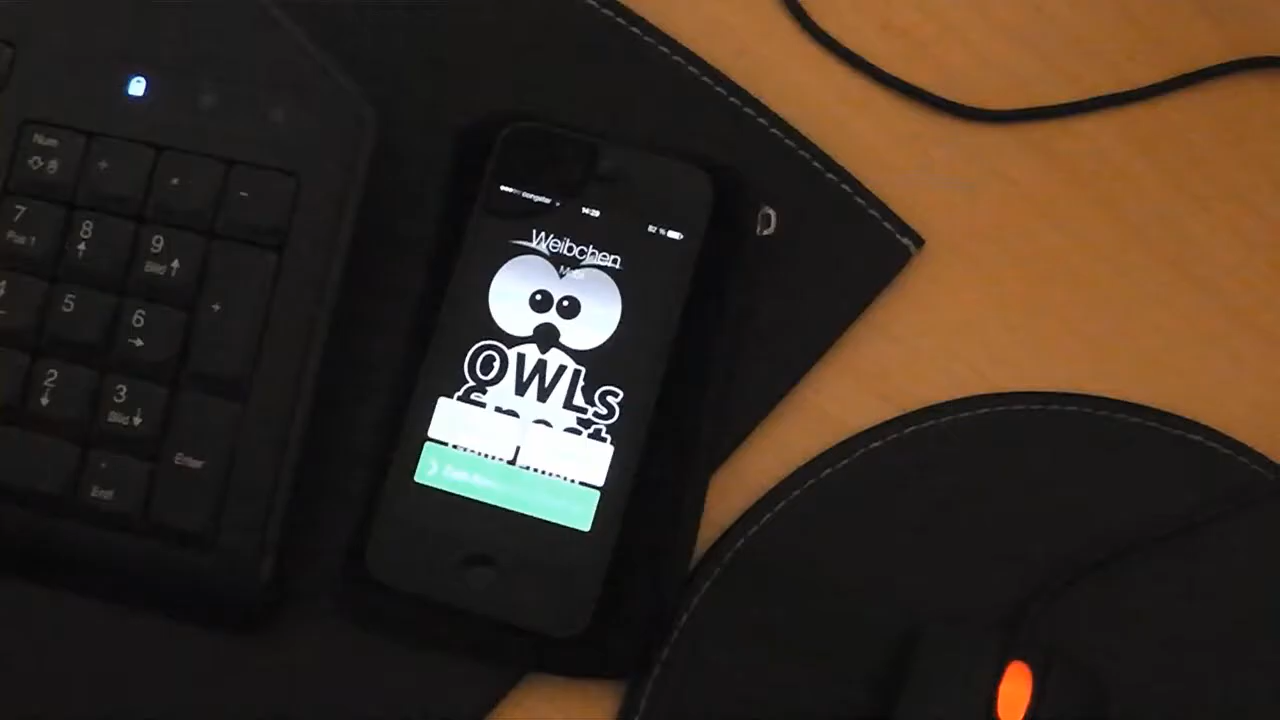 congstar
14:29
82 %
Weibchen
Mobil
OWLs
Num
÷
×
-
7
Pos 1
8
9
Bild
+
4
5
6
2
3
Bild
Enter
Entf